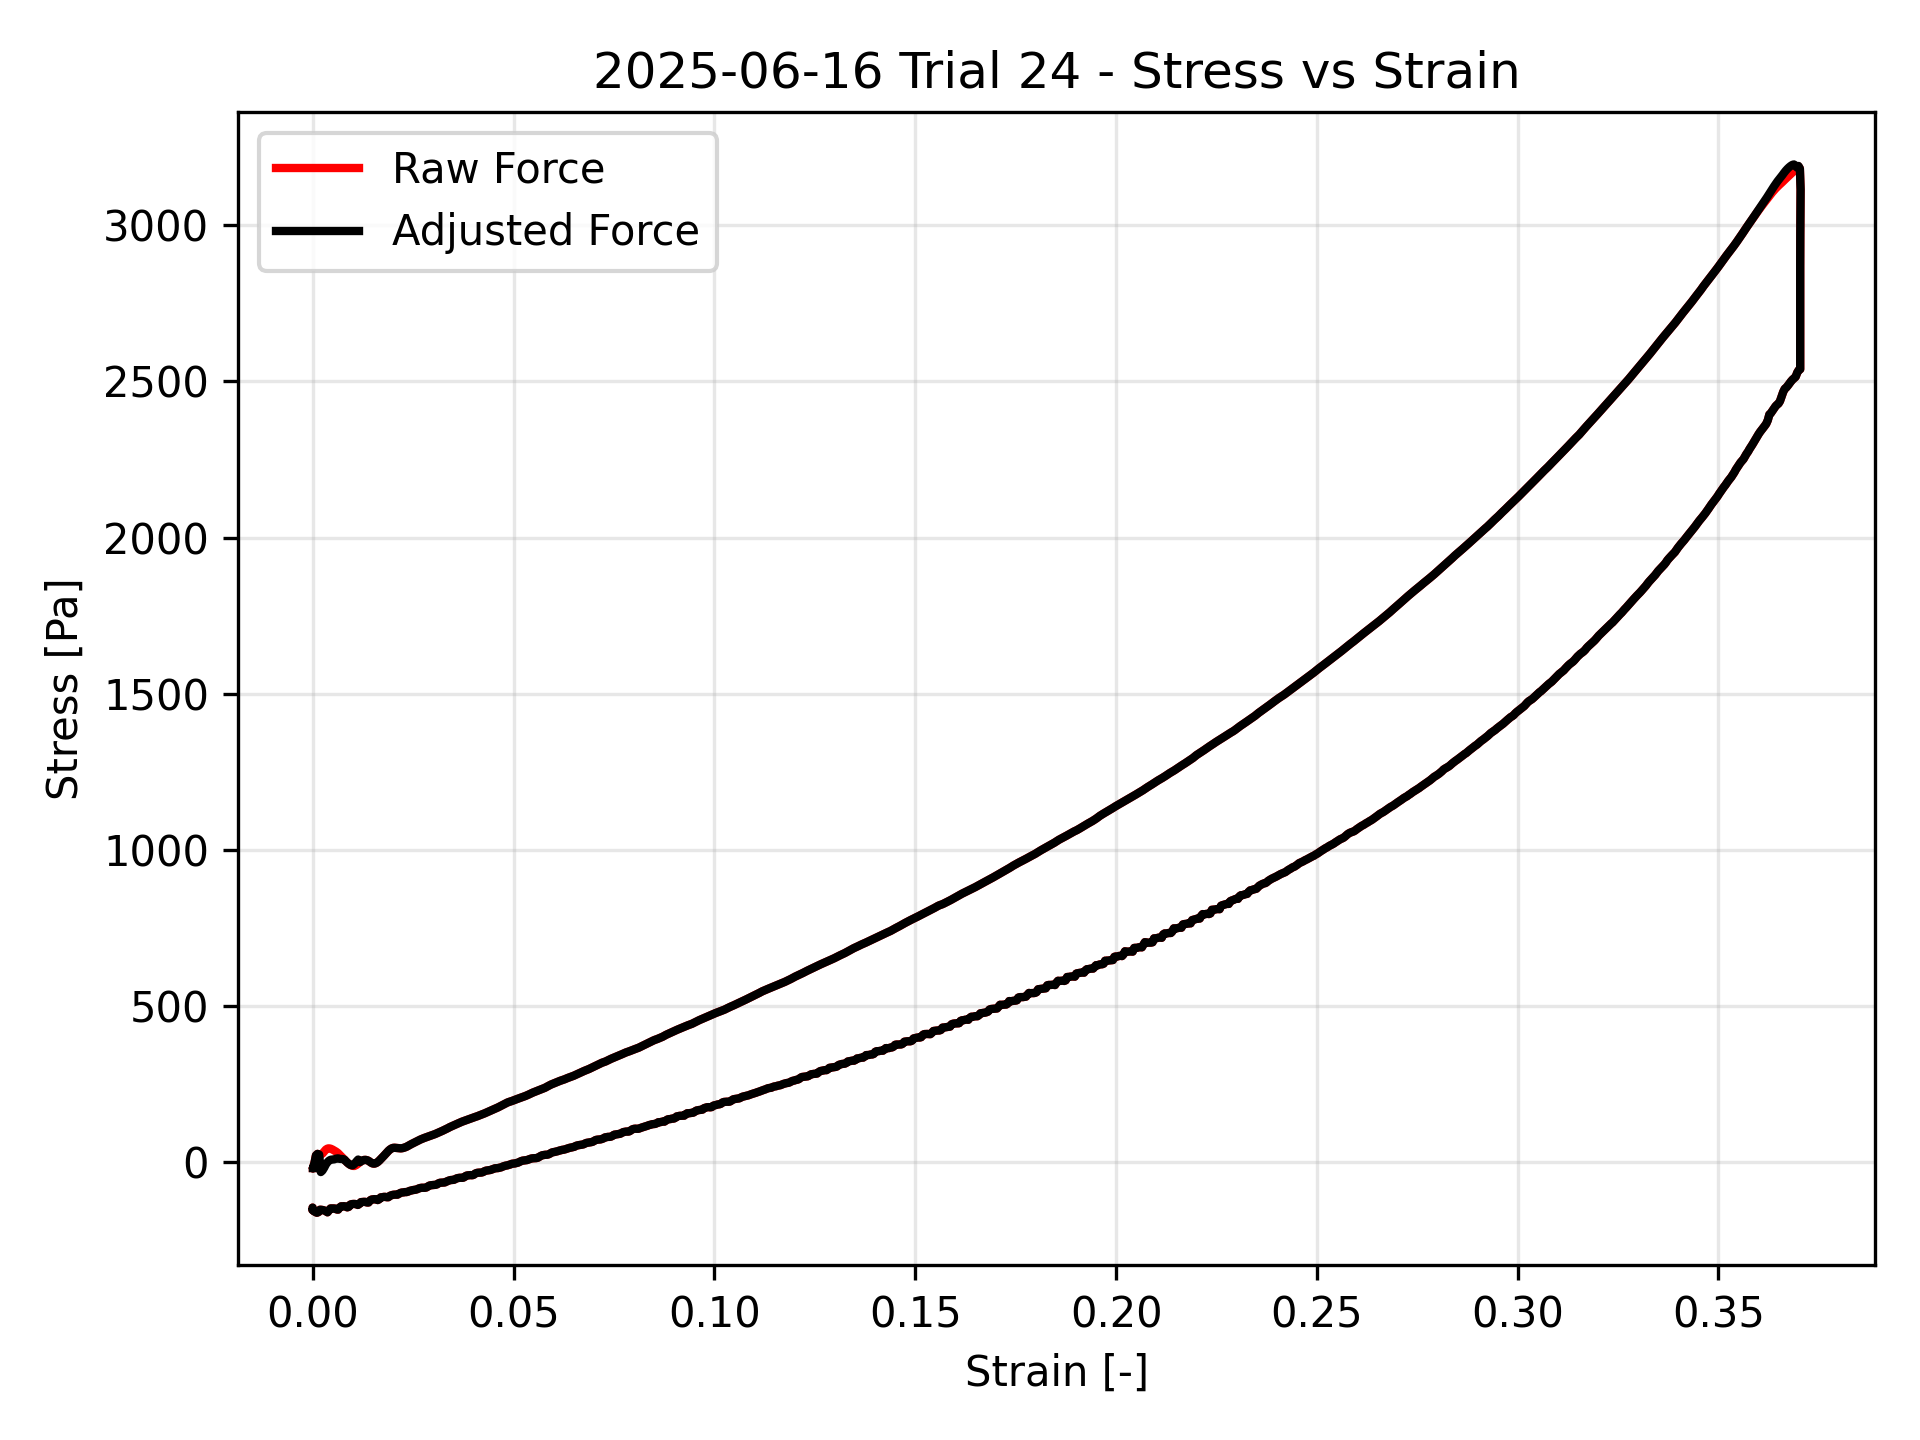 2025-06-16 Trial 24 - Stress vs Strain
Raw Force
Adjusted Force
Stress [Pa]
3000
2500
2000
1500
1000
500
0
0.00 0.05 0.10 0.15 0.20 0.25 0.30 0.35
Strain [-]